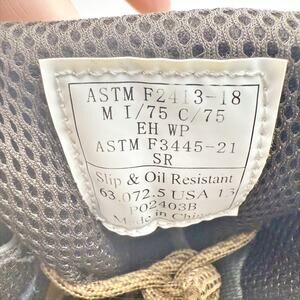 ASTM F2413-18
M I/75 C/75
EH WP
ASTM F3445-21
SR
Slip & Oil Resistant
63.072.5 USA 13
P02403B
Made in China